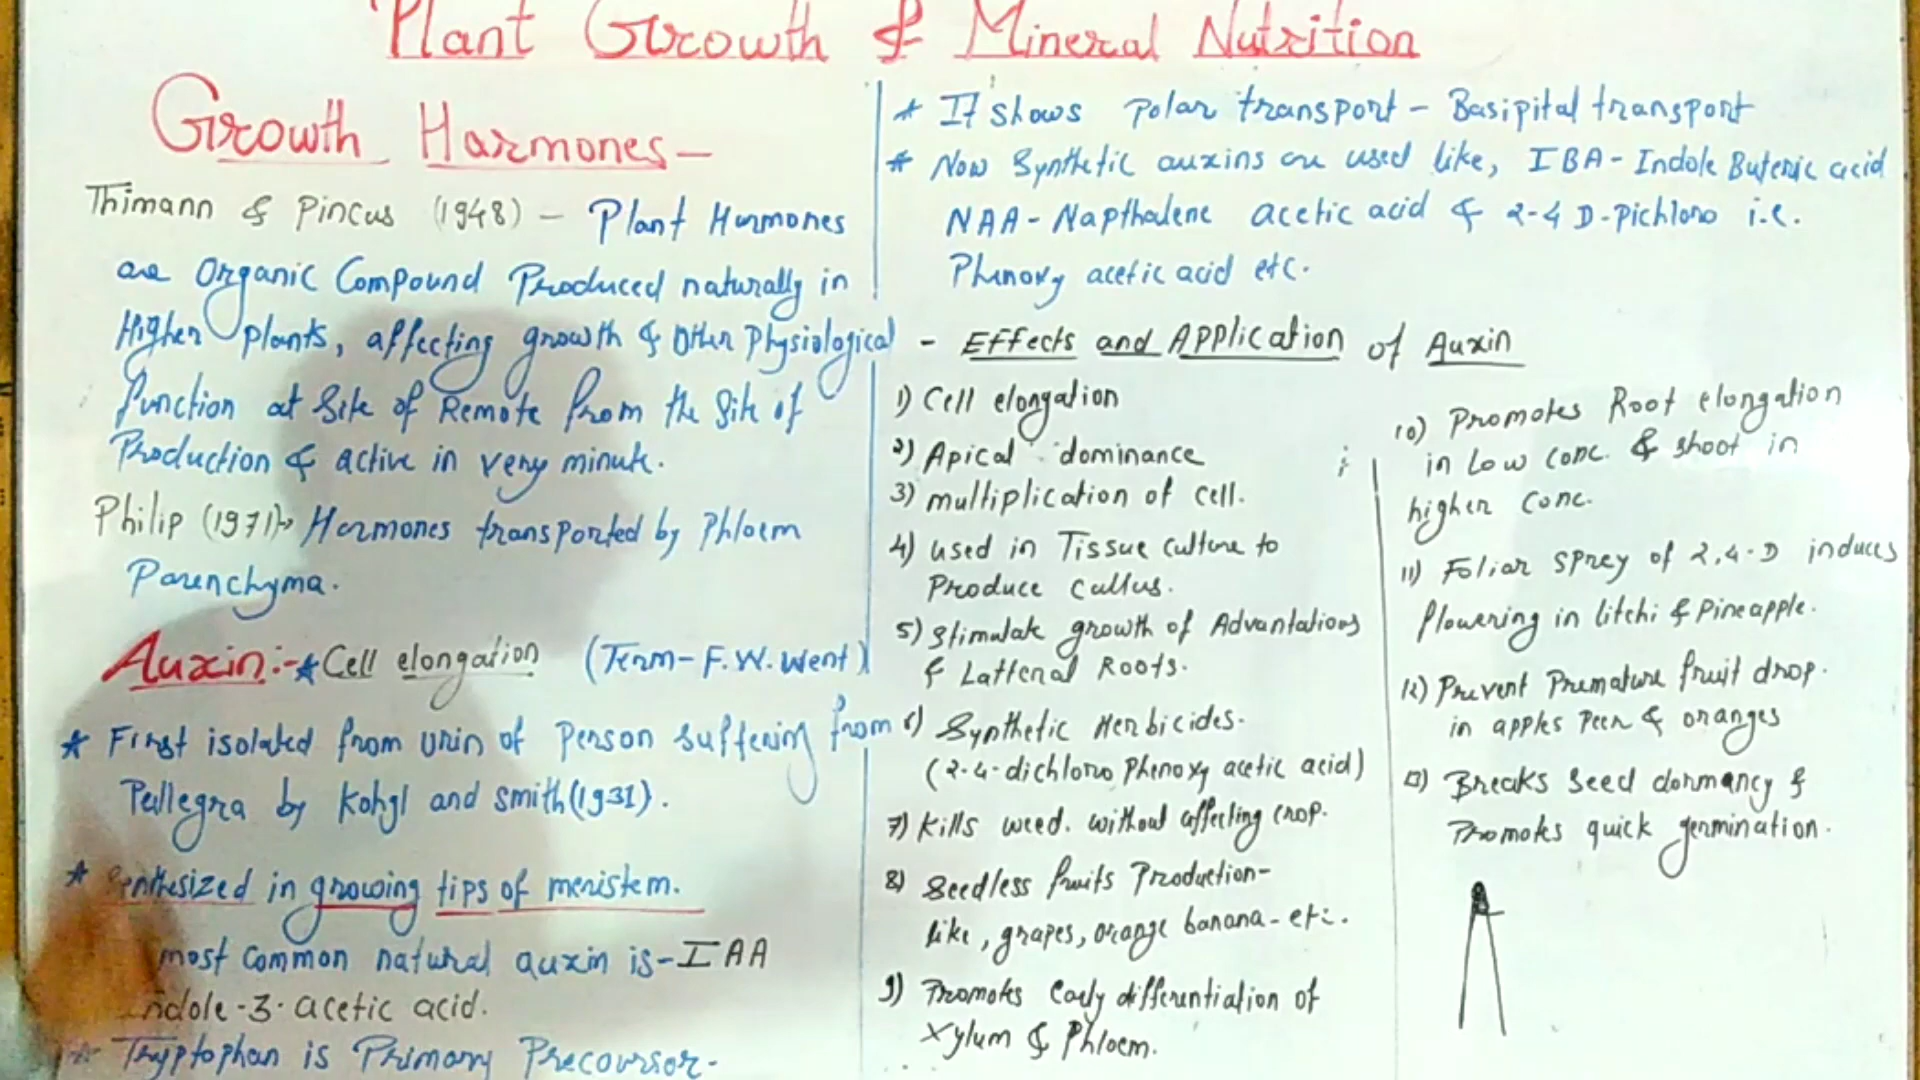 Plant Growth & Mineral Nutrition
Growth Harmones -
Thimann & Pincus (1948) - Plant Hormones
are Organic Compound Produced naturally in
Higher plants, affecting growth & Other Physiological
function at Site of Remote from the Site of
Production & active in very minute.
Philip (1971)→ Hormones transported by Phloem
Parenchyma.
Auxin:- * Cell elongation (Term- F. W. Went)
* First isolated from urin of Person suffering from
Pellegra by Kohgl and Smith (1931).
* Synthesized in growing tips of meristem.
most common natural auxin is - IAA
Indole-3-acetic acid.
* Tryptophan is Primary Precoursor-
* It shows Polar transport - Basipital transport
* Now Synthetic auxins are used like, IBA - Indole Buteric acid
NAA - Napthalene acetic acid & 2-4 D-Dichloro i.e.
Phenoxy acetic acid etc.
- Effects and Application of Auxin
1) Cell elongation
2) Apical dominance
3) multiplication of cell.
4) used in Tissue culture to
Produce callus.
5) Stimulate growth of Advantatious
& Latteral Roots.
6) Synthetic Herbicides.
(2-4-dichloro Phenoxy acetic acid)
7) Kills weed. without affecting crop.
8) Seedless fruits Production-
like, grapes, orange banana-etc.
9) Promotes Early differentiation of
Xylum & Phloem.
10) Promotes Root elongation
in Low conc. & shoot in
higher conc.
11) Foliar sprey of 2,4-D induces
flowering in litchi & Pineapple.
12) Prevent Premature fruit drop.
in apples Peer & oranges
Breaks Seed dormancy &
Promotes quick germination.